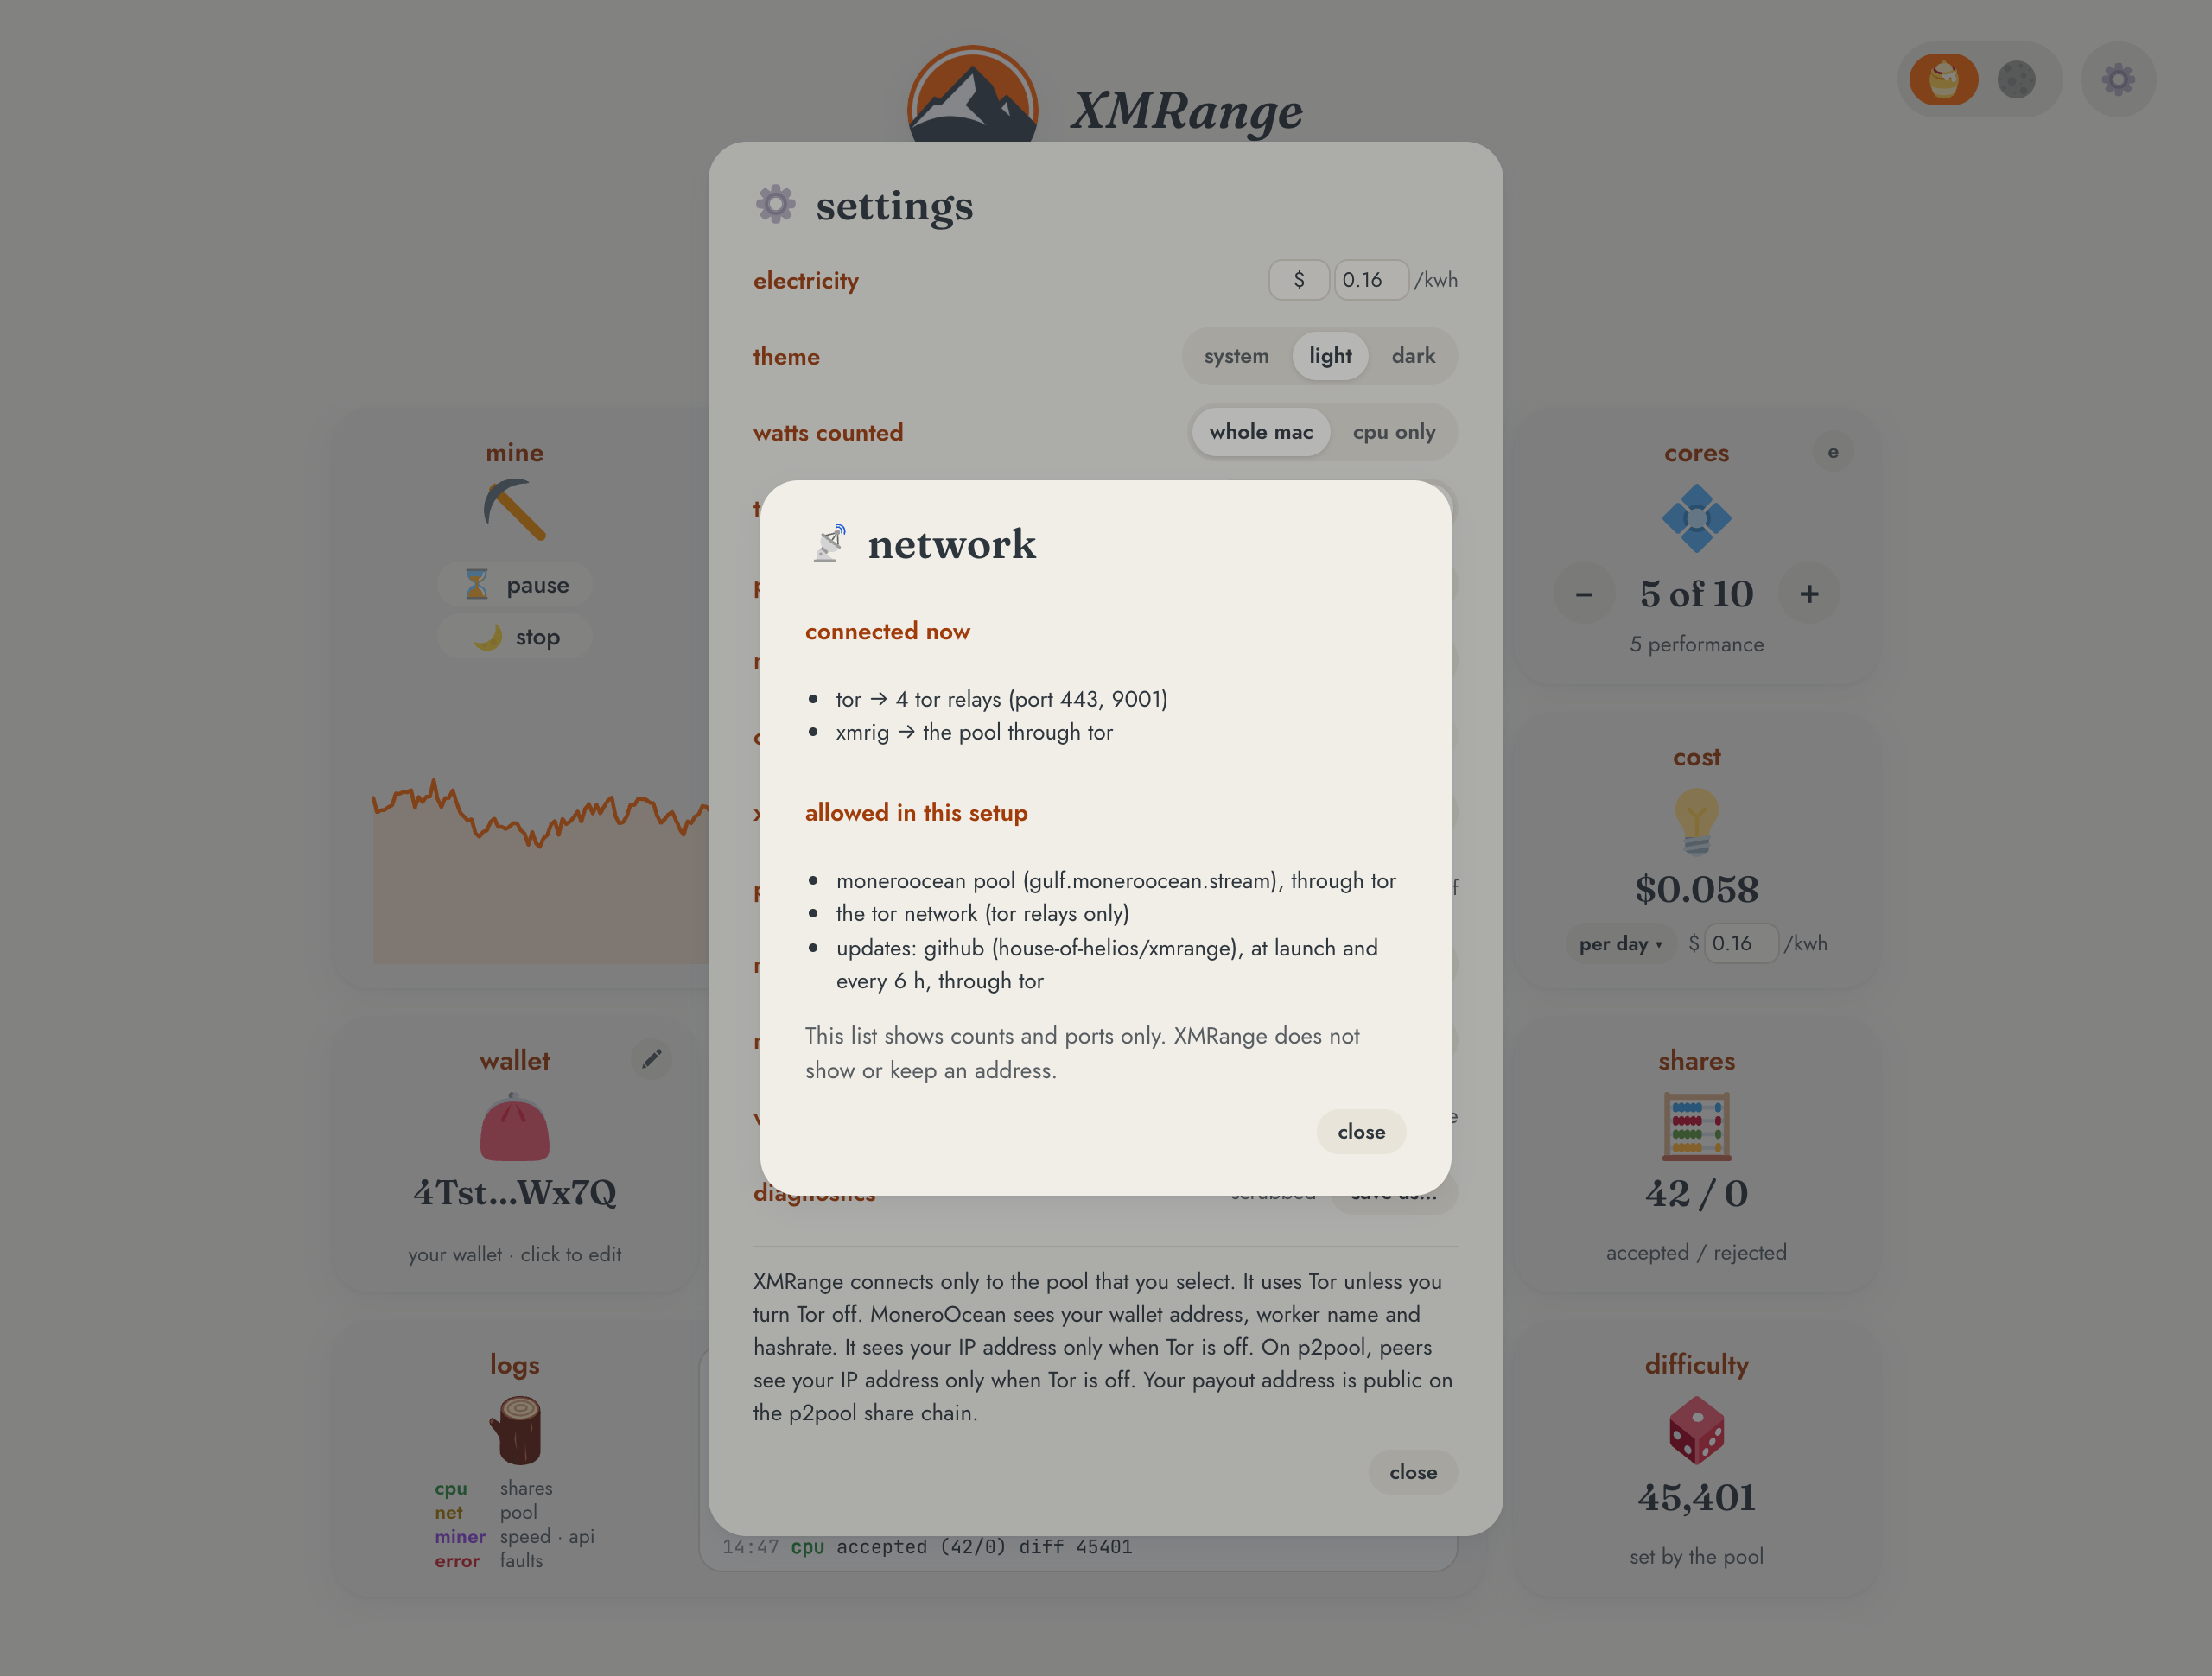 XMRange
settings
electricity
$ 0.16 /kwh
theme
system light dark
watts counted
whole mac cpu only
network
connected now
tor → 4 tor relays (port 443, 9001)
xmrig → the pool through tor
allowed in this setup
moneroocean pool (gulf.moneroocean.stream), through tor
the tor network (tor relays only)
updates: github (house-of-helios/xmrange), at launch and
every 6 h, through tor
This list shows counts and ports only. XMRange does not
show or keep an address.
close
diagnostics
scrubbed save as...
XMRange connects only to the pool that you select. It uses Tor unless you
turn Tor off. MoneroOcean sees your wallet address, worker name and
hashrate. It sees your IP address only when Tor is off. On p2pool, peers
see your IP address only when Tor is off. Your payout address is public on
the p2pool share chain.
close
mine
pause
stop
wallet
4Tst...Wx7Q
your wallet · click to edit
logs
cpu shares
net pool
miner speed · api
error faults
14:47 cpu accepted (42/0) diff 45401
cores
e
– 5 of 10 +
5 performance
cost
$0.058
per day ▾ $ 0.16 /kwh
shares
42 / 0
accepted / rejected
difficulty
45,401
set by the pool